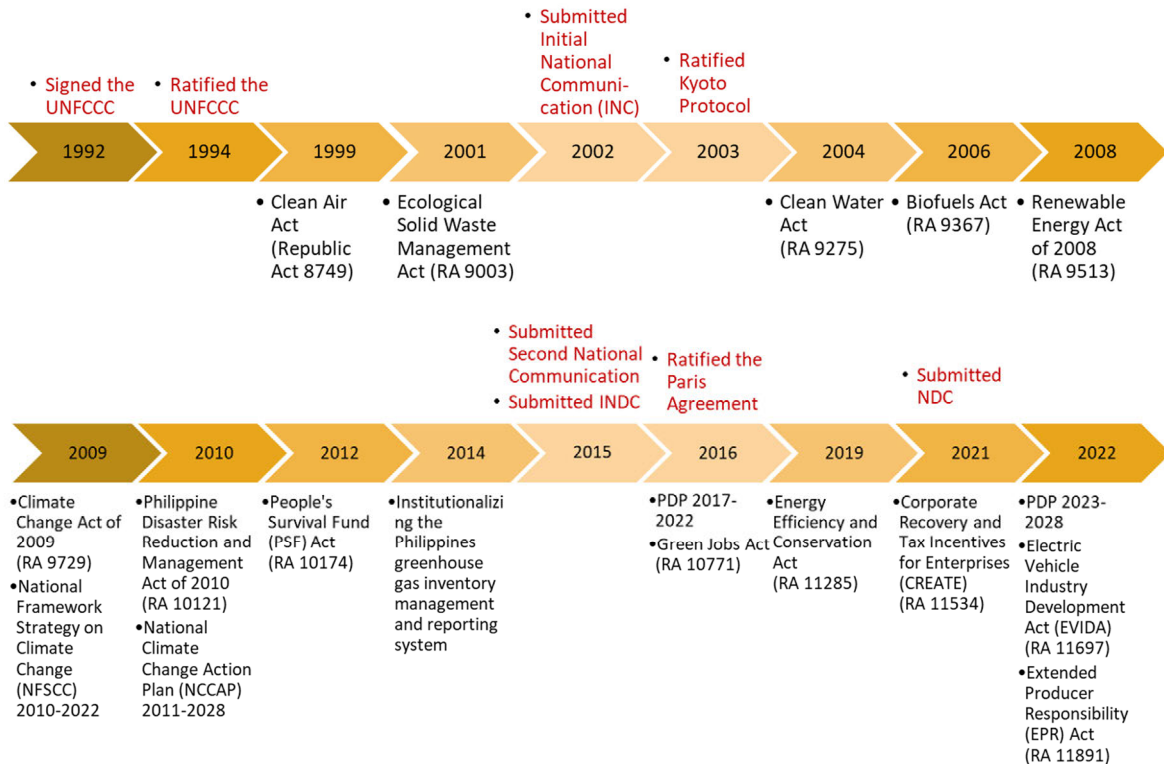 • Signed the
UNFCCC
• Ratified the
UNFCCC
• Submitted
Initial
National
Communi-
cation (INC)
• Ratified
Kyoto
Protocol
1992
1994
1999
2001
2002
2003
2004
2006
2008
• Clean Air
Act
(Republic
Act 8749)
• Ecological
Solid Waste
Management
Act (RA 9003)
• Clean Water
Act
(RA 9275)
• Biofuels Act
(RA 9367)
• Renewable
Energy Act
of 2008
(RA 9513)
• Submitted
Second National
Communication
• Submitted INDC
• Ratified the
Paris
Agreement
• Submitted
NDC
2009
2010
2012
2014
2015
2016
2019
2021
2022
•Climate
Change Act of
2009
(RA 9729)
•National
Framework
Strategy on
Climate
Change
(NFSCC)
2010-2022
•Philippine
Disaster Risk
Reduction and
Management
Act of 2010
(RA 10121)
•National
Climate
Change Action
Plan (NCCAP)
2011-2028
•People's
Survival Fund
(PSF) Act
(RA 10174)
•Institutionalizi
ng the
Philippines
greenhouse
gas inventory
management
and reporting
system
•PDP 2017-
2022
•Green Jobs Act
(RA 10771)
•Energy
Efficiency and
Conservation
Act
(RA 11285)
•Corporate
Recovery and
Tax Incentives
for Enterprises
(CREATE)
(RA 11534)
•PDP 2023-
2028
•Electric
Vehicle
Industry
Development
Act (EVIDA)
(RA 11697)
•Extended
Producer
Responsibility
(EPR) Act
(RA 11891)